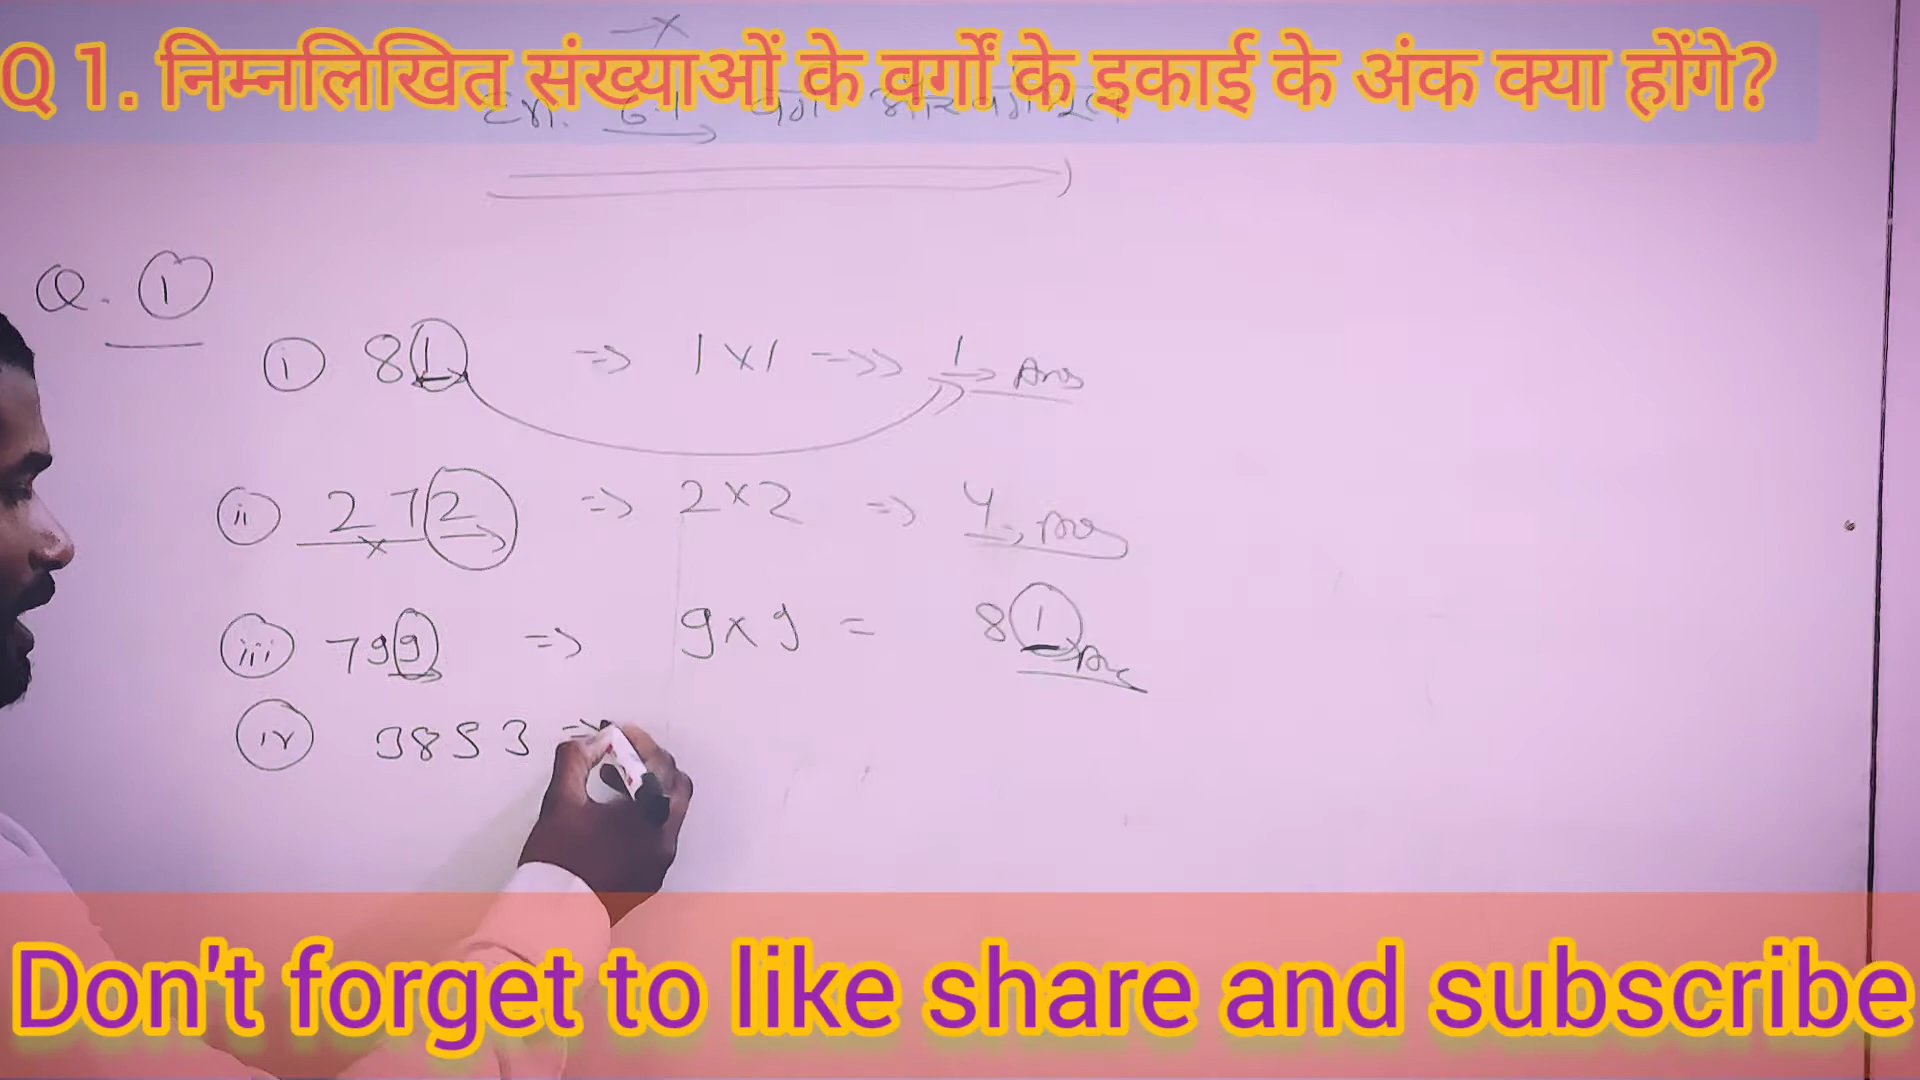 Q 1. निम्नलिखित संख्याओं के वर्गों के इकाई के अंक क्या होंगे?
Q. 1
i 81 => 1×1 =>> 1 Ans
ii 272 => 2×2 => 4 Ans
iii 799 => 9×9 = 81 Ans
iv 3853 =>
Don't forget to like share and subscribe